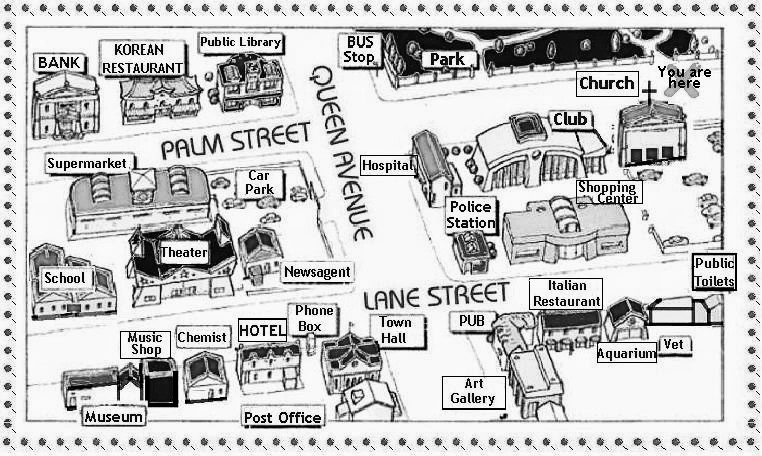 BANK
KOREAN
RESTAURANT
Public Library
BUS
Stop
Park
Church
You are
here
QUEEN AVENUE
PALM STREET
Club
Supermarket
Car
Park
Hospital
Shopping
Center
Police
Station
School
Theater
Newsagent
Public
Toilets
LANE STREET
Italian
Restaurant
Music
Shop
Chemist
HOTEL
Phone
Box
Town
Hall
PUB
Aquarium
Vet
Art
Gallery
Museum
Post Office